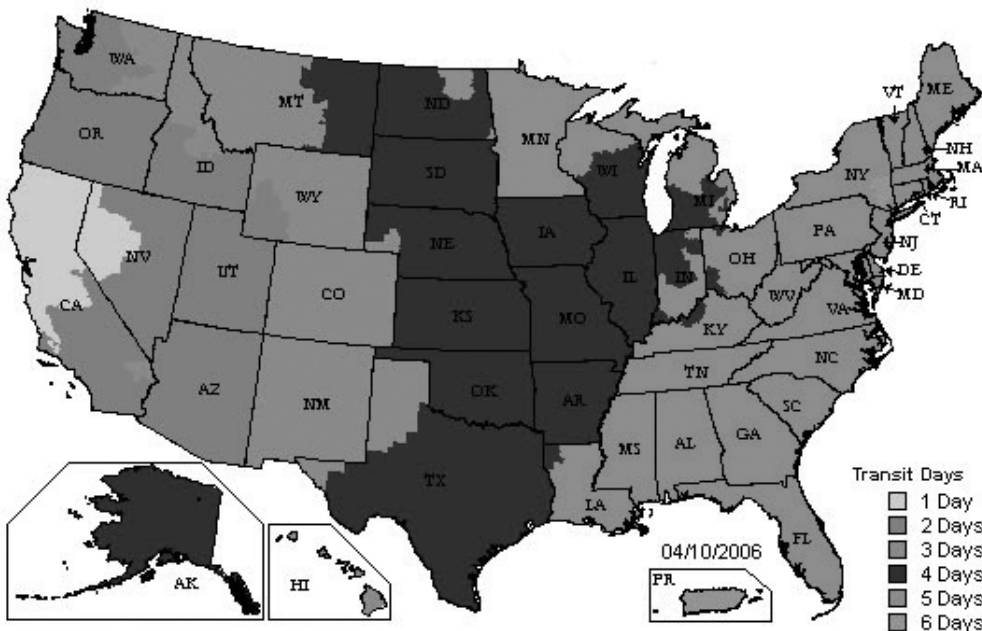 WA
MT
ND
MN
VT
ME
OR
ID
SD
WI
MI
NY
NH
MA
WY
RI
CT
NE
IA
PA
NV
UT
IL
IN
OH
NJ
DE
MD
CA
CO
KS
MO
WV
VA
KY
AZ
NM
OK
AR
TN
NC
SC
TX
MS
AL
GA
LA
FL
AK
HI
04/10/2006
PR
Transit Days
1 Day
2 Days
3 Days
4 Days
5 Days
6 Days